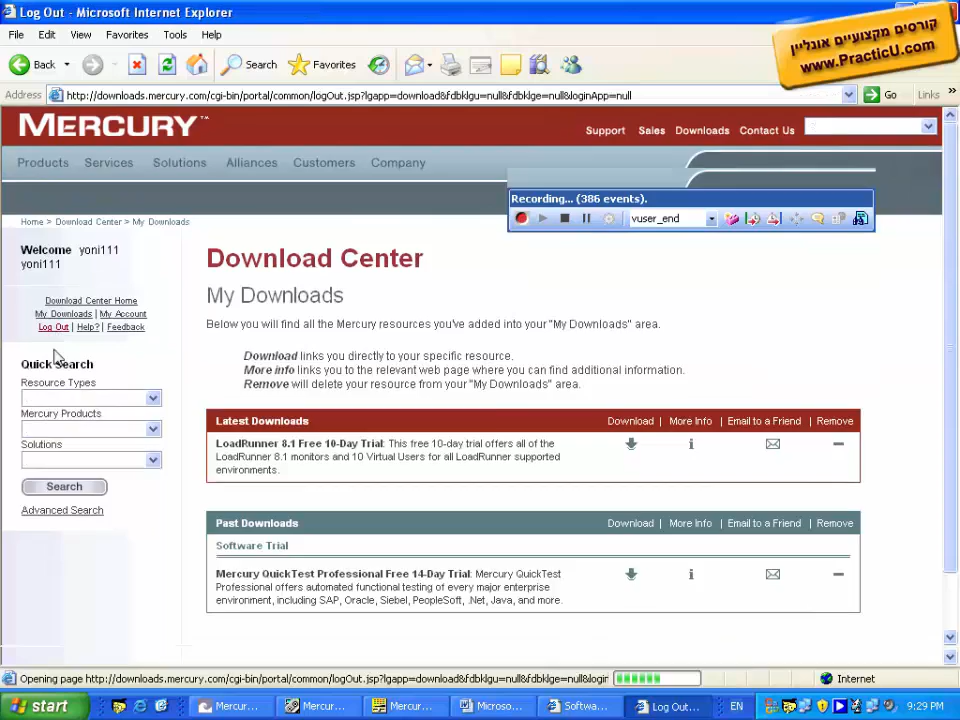 Log Out - Microsoft Internet Explorer
File Edit View Favorites Tools Help
קורסים מקצועיים אונליין
www.PracticU.com
Back Search Favorites
Address http://downloads.mercury.com/cgi-bin/portal/common/logOut.jsp?lgapp=download&fdbklgu=null&fdbklge=null&loginApp=null Go Links »
MERCURY™
Support Sales Downloads Contact Us
Products Services Solutions Alliances Customers Company
Recording... (386 events).
vuser_end
Home > Download Center > My Downloads
Welcome yoni111
yoni111
Download Center Home
My Downloads | My Account
Log Out | Help? | Feedback
Quick Search
Resource Types
Mercury Products
Solutions
Search
Advanced Search
Download Center
My Downloads
Below you will find all the Mercury resources you've added into your "My Downloads" area.
Download links you directly to your specific resource.
More info links you to the relevant web page where you can find additional information.
Remove will delete your resource from your "My Downloads" area.
Latest Downloads Download | More Info | Email to a Friend | Remove
LoadRunner 8.1 Free 10-Day Trial: This free 10-day trial offers all of the
LoadRunner 8.1 monitors and 10 Virtual Users for all LoadRunner supported
environments.
Past Downloads Download | More Info | Email to a Friend | Remove
Software Trial
Mercury QuickTest Professional Free 14-Day Trial: Mercury QuickTest
Professional offers automated functional testing of every major enterprise
environment, including SAP, Oracle, Siebel, PeopleSoft, .Net, Java, and more.
Opening page http://downloads.mercury.com/cgi-bin/portal/common/logOut.jsp?lgapp=download&fdbklgu=null&fdbklge=null&login Internet
start Mercur... Mercur... Mercur... Microso... Softwa... Log Out... EN 9:29 PM